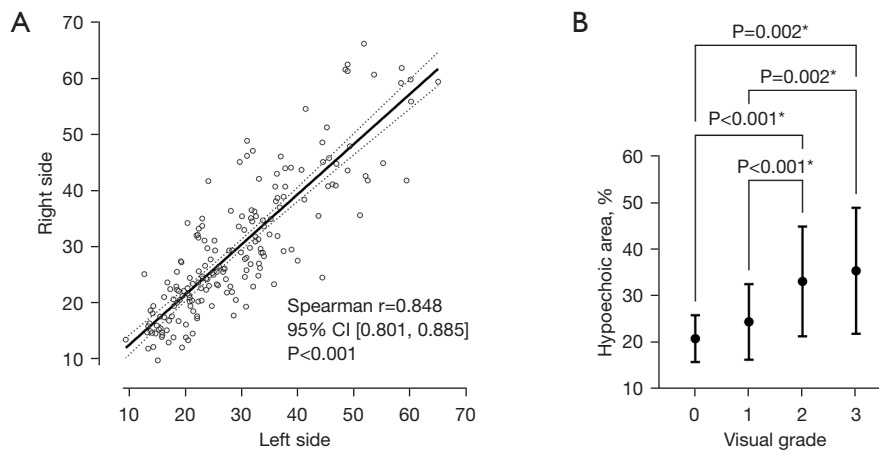 A
70
60
50
40
30
20
10
Right side
Spearman r=0.848
95% CI [0.801, 0.885]
P<0.001
10 20 30 40 50 60 70
Left side
B
P=0.002*
P=0.002*
P<0.001*
P<0.001*
60
50
40
30
20
10
Hypoechoic area, %
0 1 2 3
Visual grade